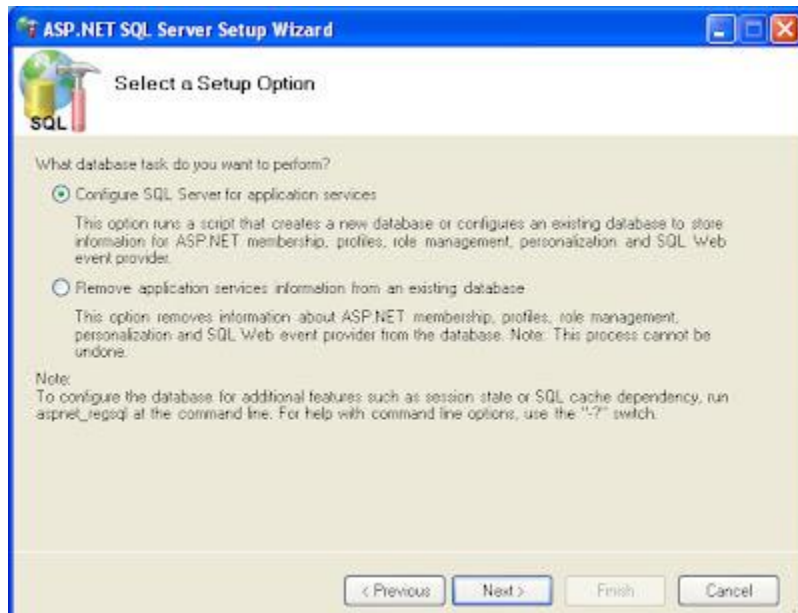 ASP.NET SQL Server Setup Wizard
Select a Setup Option
SQL
What database task do you want to perform?
Configure SQL Server for application services
This option runs a script that creates a new database or configures an existing database to store
information for ASP.NET membership, profiles, role management, personalization and SQL Web
event provider.
Remove application services information from an existing database
This option removes information about ASP.NET membership, profiles, role management,
personalization and SQL Web event provider from the database. Note: This process cannot be
undone.
Note:
To configure the database for additional features such as session state or SQL cache dependency, run
aspnet_regsql at the command line. For help with command line options, use the "-?" switch.
< Previous
Next >
Finish
Cancel